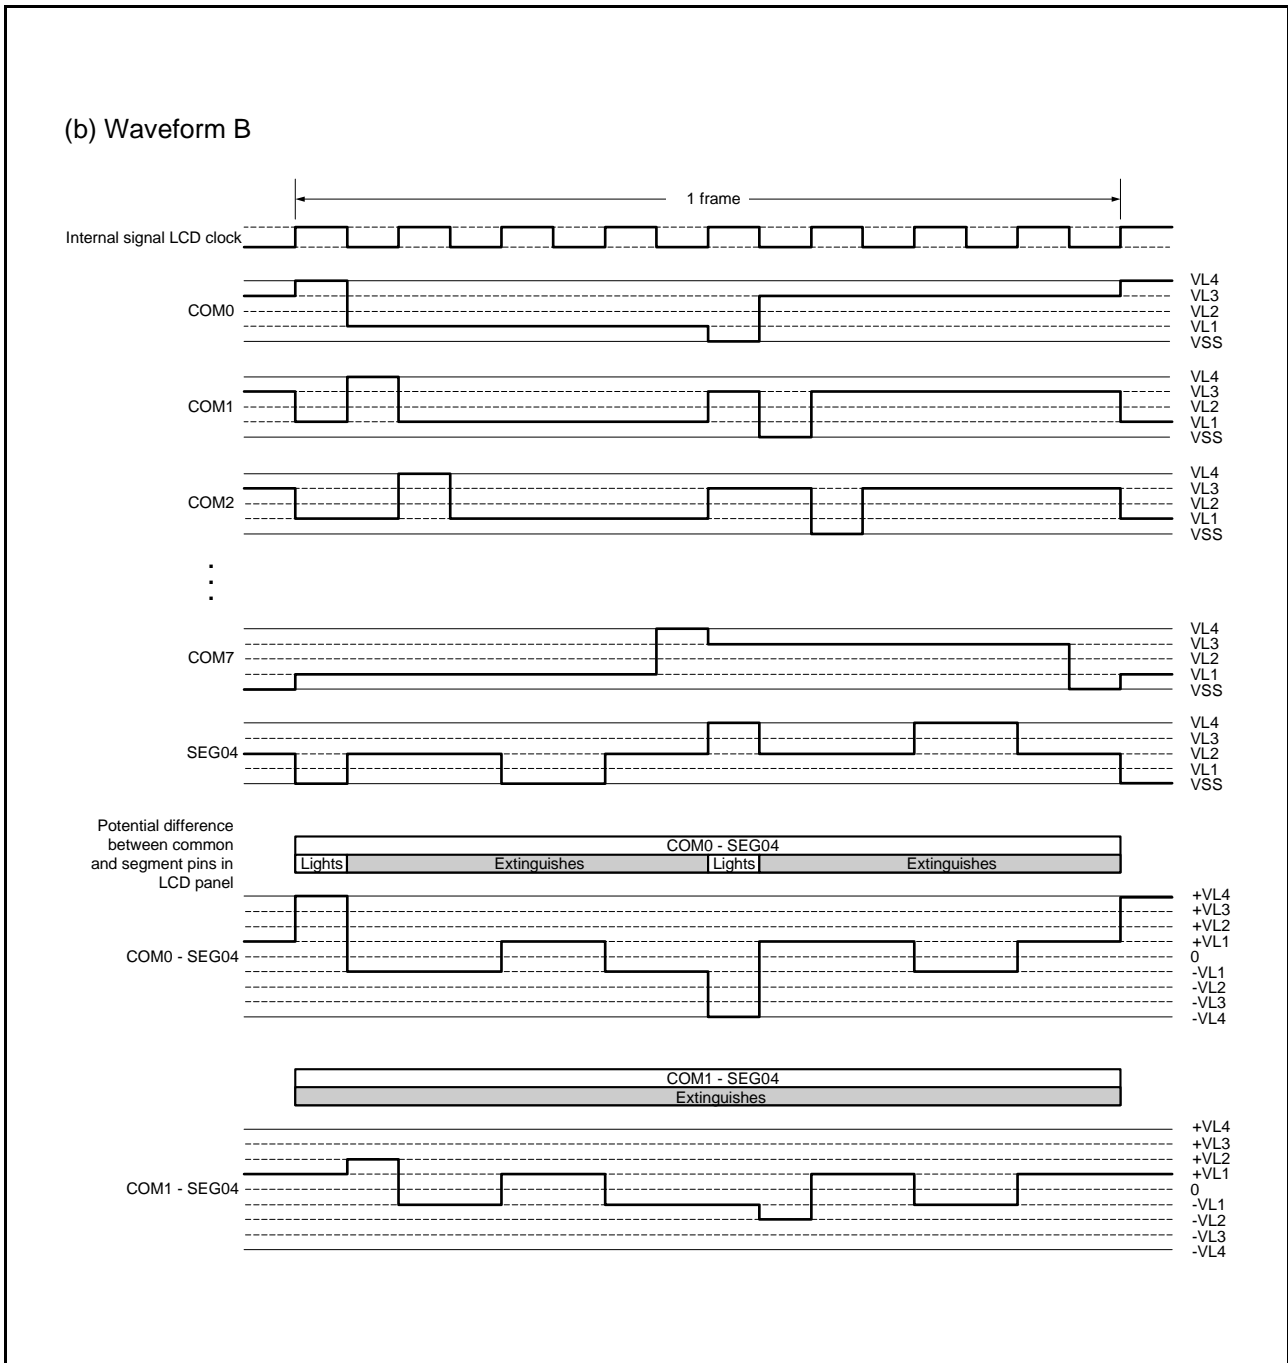 (b) Waveform B
1 frame
Internal signal LCD clock
COM0
VL4
VL3
VL2
VL1
VSS
COM1
VL4
VL3
VL2
VL1
VSS
COM2
VL4
VL3
VL2
VL1
VSS
COM7
VL4
VL3
VL2
VL1
VSS
SEG04
VL4
VL3
VL2
VL1
VSS
Potential difference
between common
and segment pins in
LCD panel
COM0 - SEG04
Lights Extinguishes Lights Extinguishes
COM0 - SEG04
+VL4
+VL3
+VL2
+VL1
0
-VL1
-VL2
-VL3
-VL4
COM1 - SEG04
Extinguishes
COM1 - SEG04
+VL4
+VL3
+VL2
+VL1
0
-VL1
-VL2
-VL3
-VL4